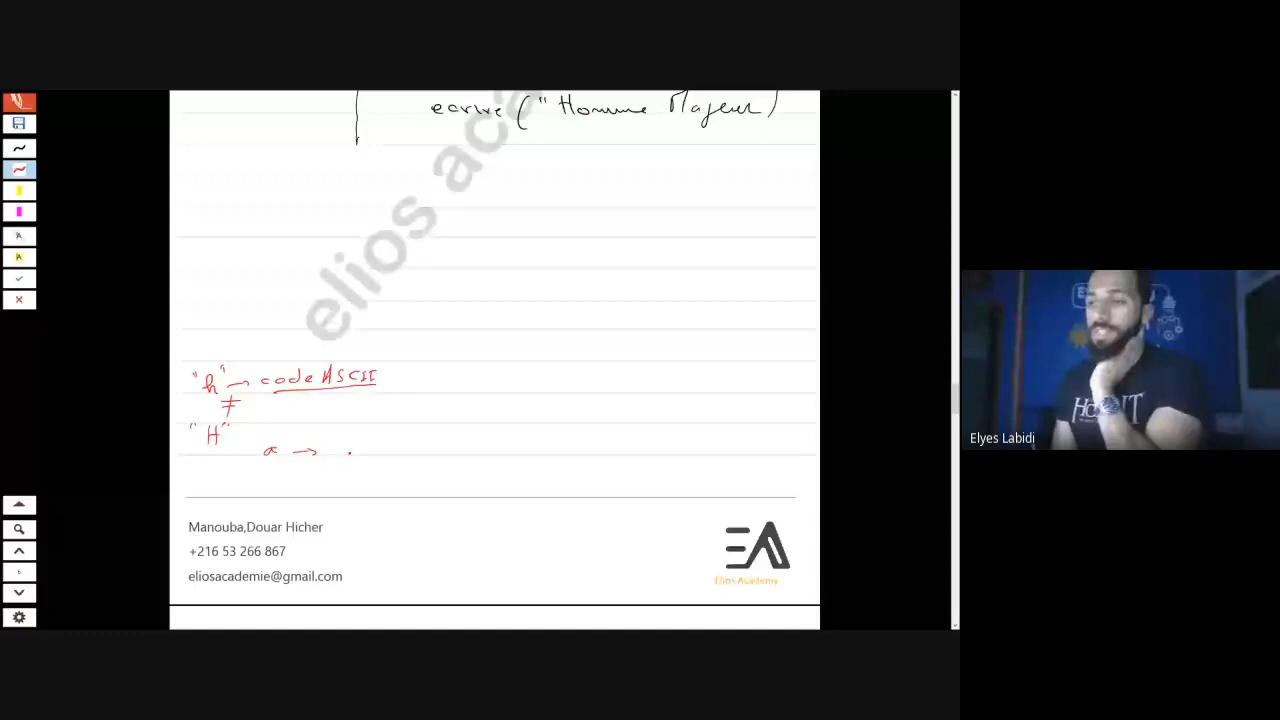 ecrire ( " Homme Majeur )
elios aca
"h" → code ASCII
≠
"H"
a → .
Manouba,Douar Hicher
+216 53 266 867
eliosacademie@gmail.com
EA
Elios Academy
Elyes Labidi